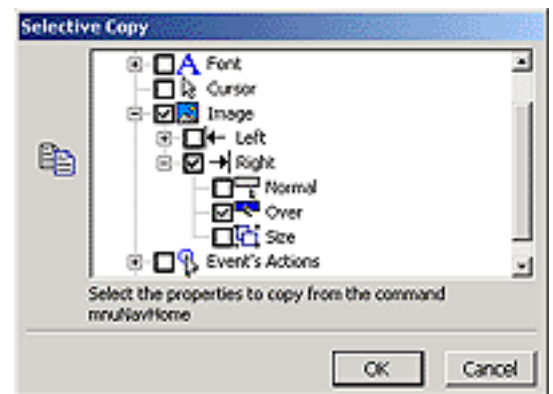 Selective Copy
Font
Cursor
Image
Left
Right
Normal
Over
Size
Event's Actions
Select the properties to copy from the command
mnuNavHome
OK Cancel